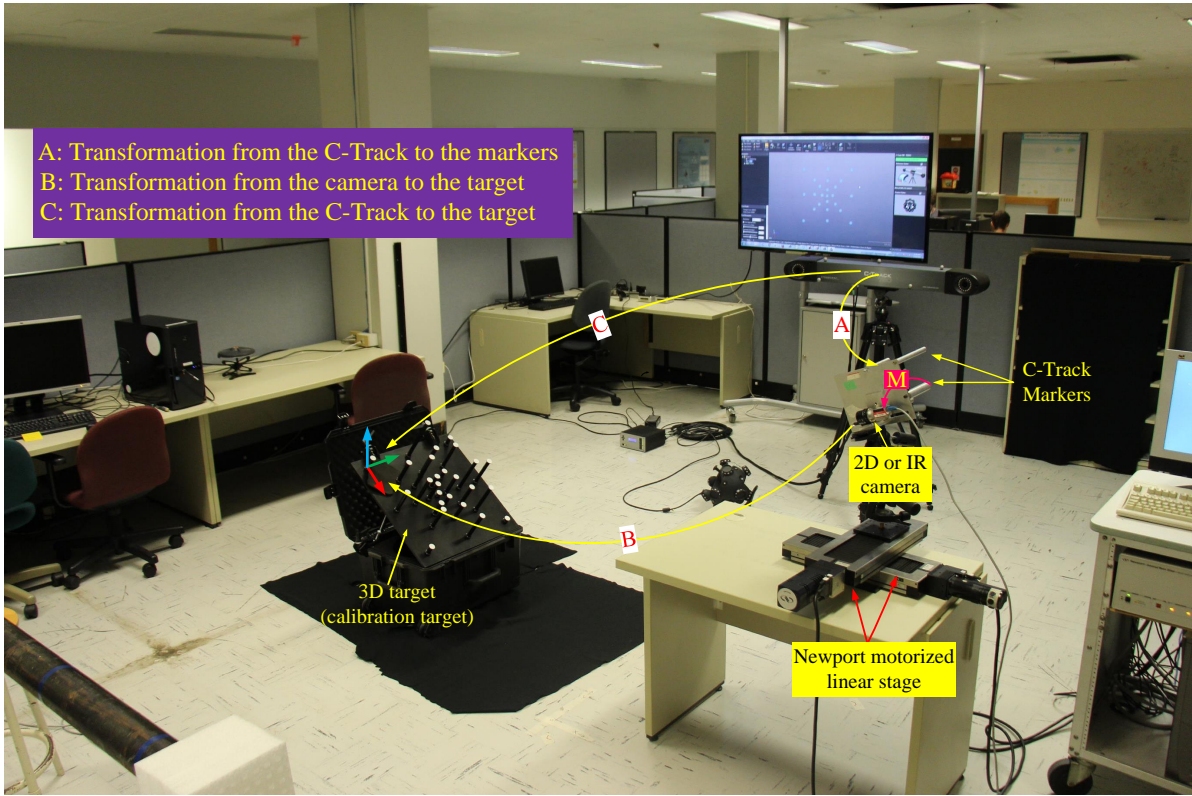 A: Transformation from the C-Track to the markers
B: Transformation from the camera to the target
C: Transformation from the C-Track to the target
C-TRACK
C
A
M
C-Track
Markers
2D or IR
camera
B
3D target
(calibration target)
Newport motorized
linear stage